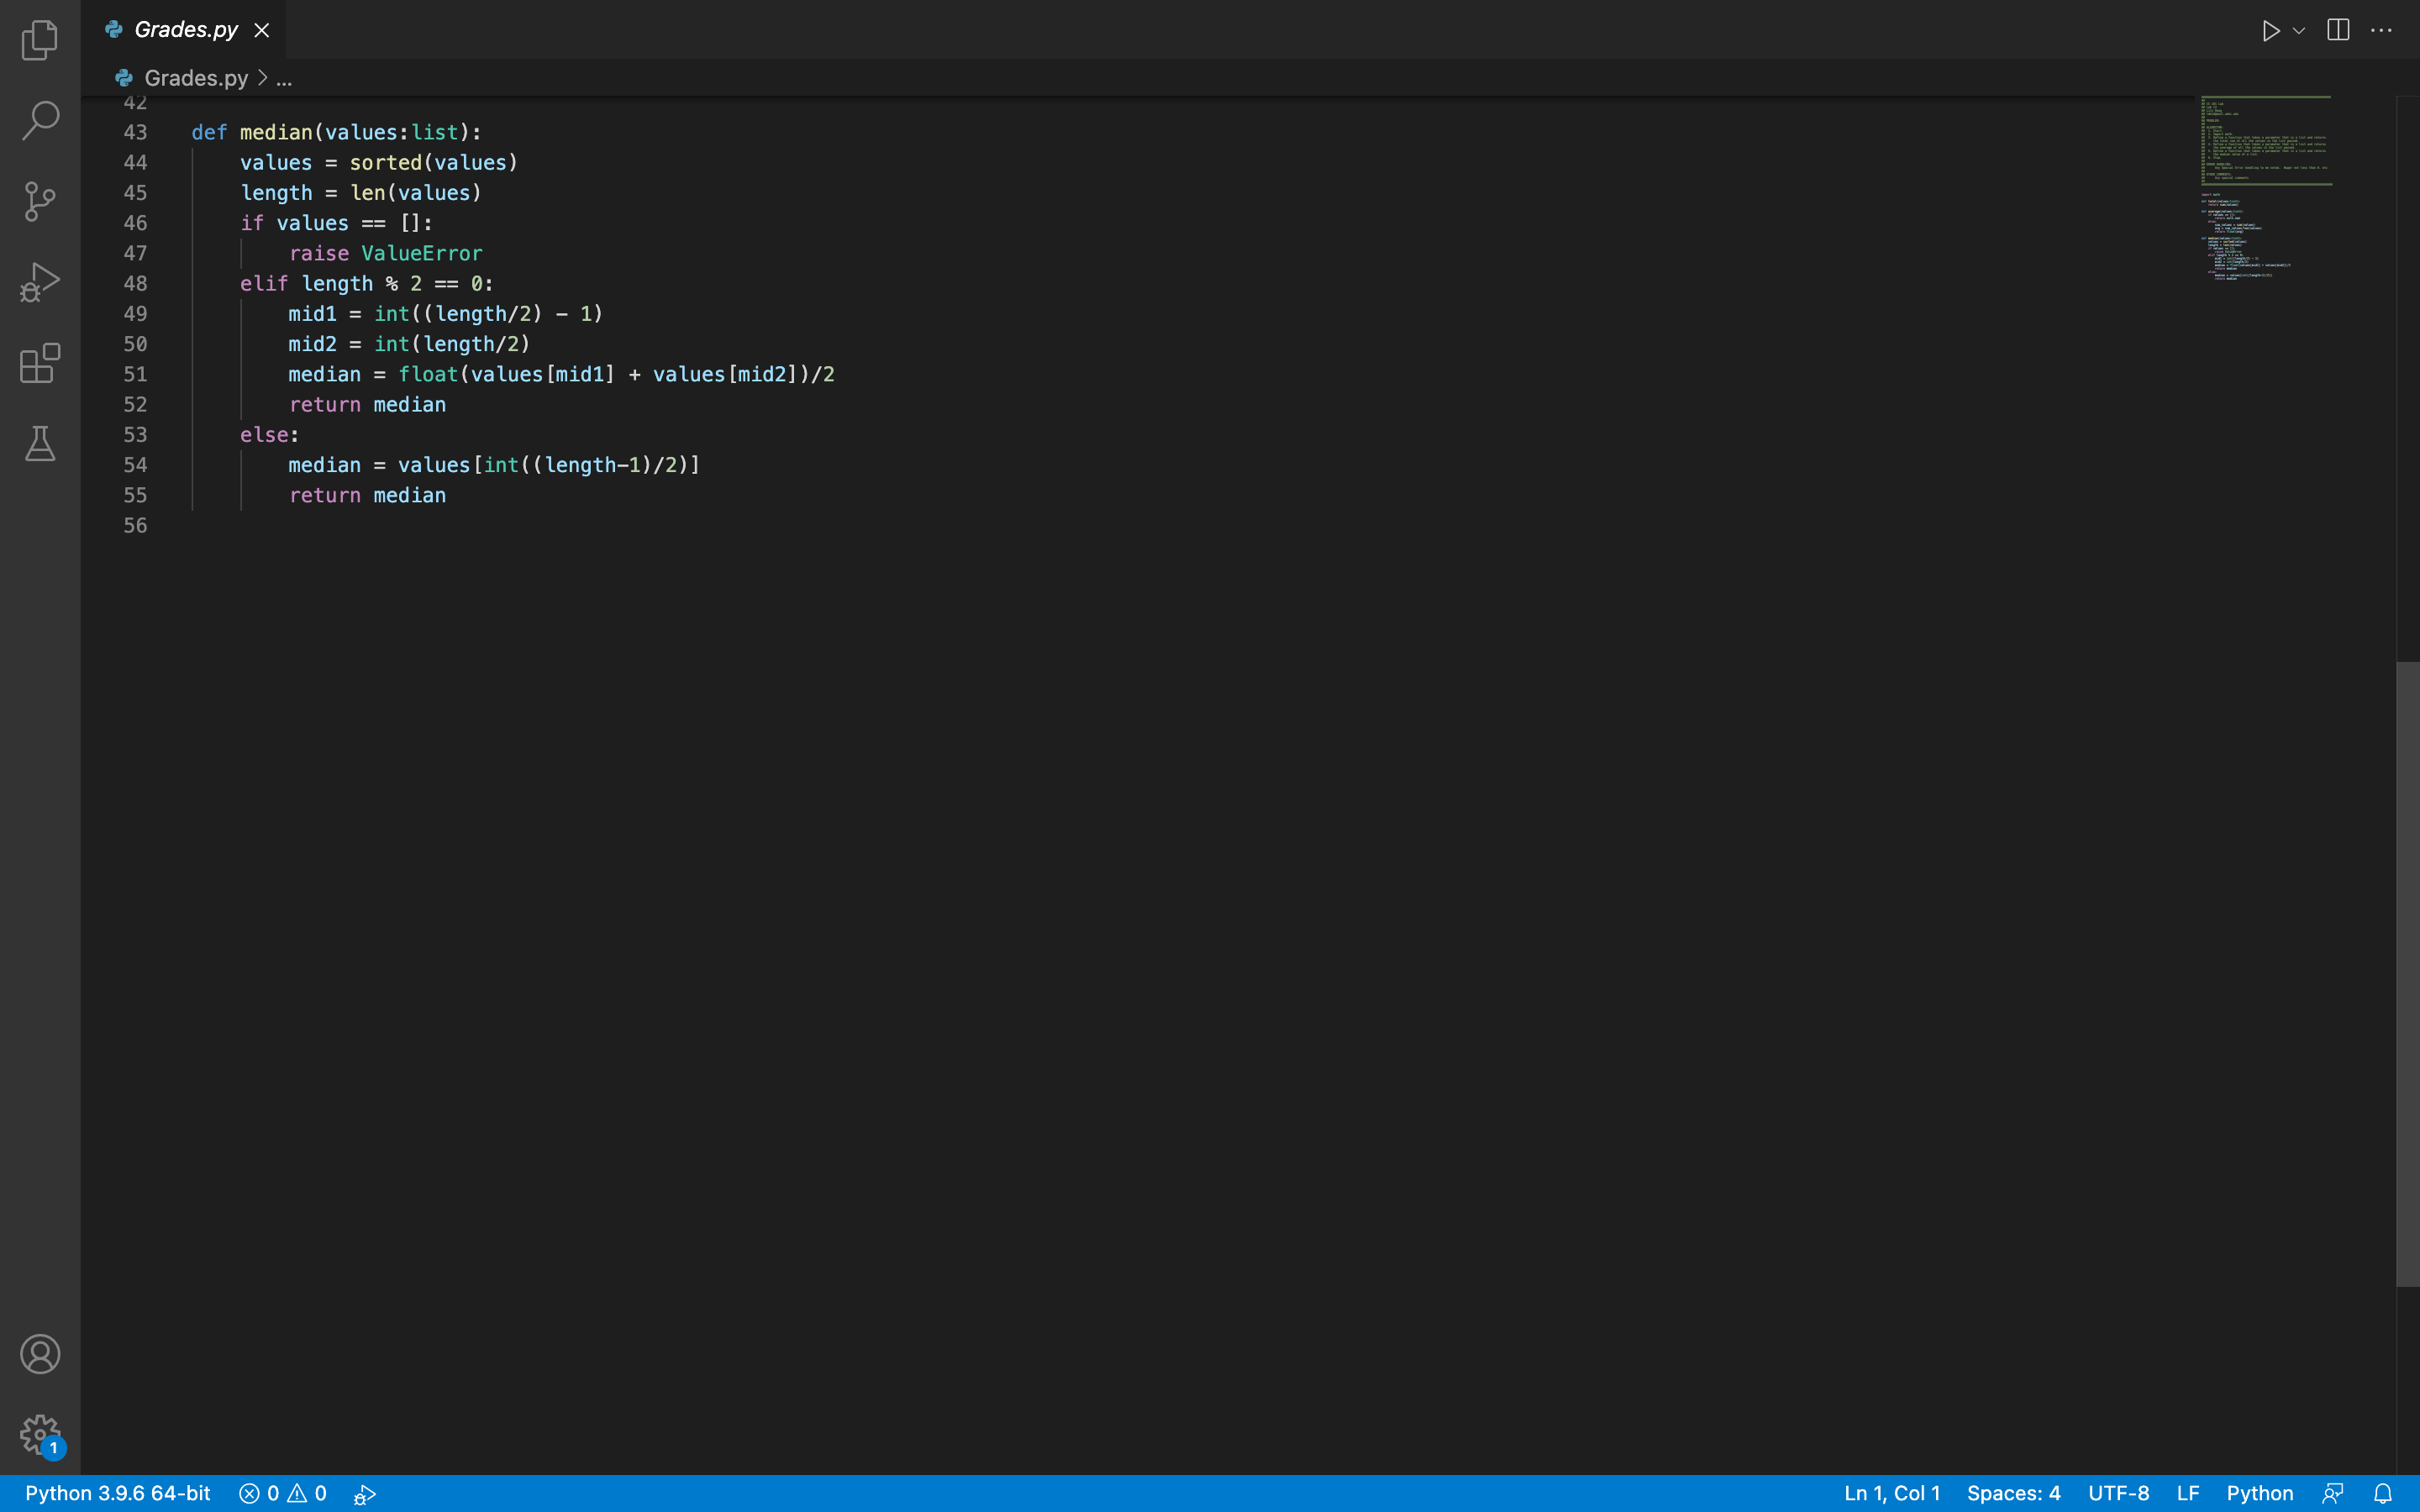 Grades.py
Grades.py > ...
42
43 def median(values:list):
44     values = sorted(values)
45     length = len(values)
46     if values == []:
47         raise ValueError
48     elif length % 2 == 0:
49         mid1 = int((length/2) - 1)
50         mid2 = int(length/2)
51         median = float(values[mid1] + values[mid2])/2
52         return median
53     else:
54         median = values[int((length-1)/2)]
55         return median
56
1
Python 3.9.6 64-bit 0 0 Ln 1, Col 1 Spaces: 4 UTF-8 LF Python